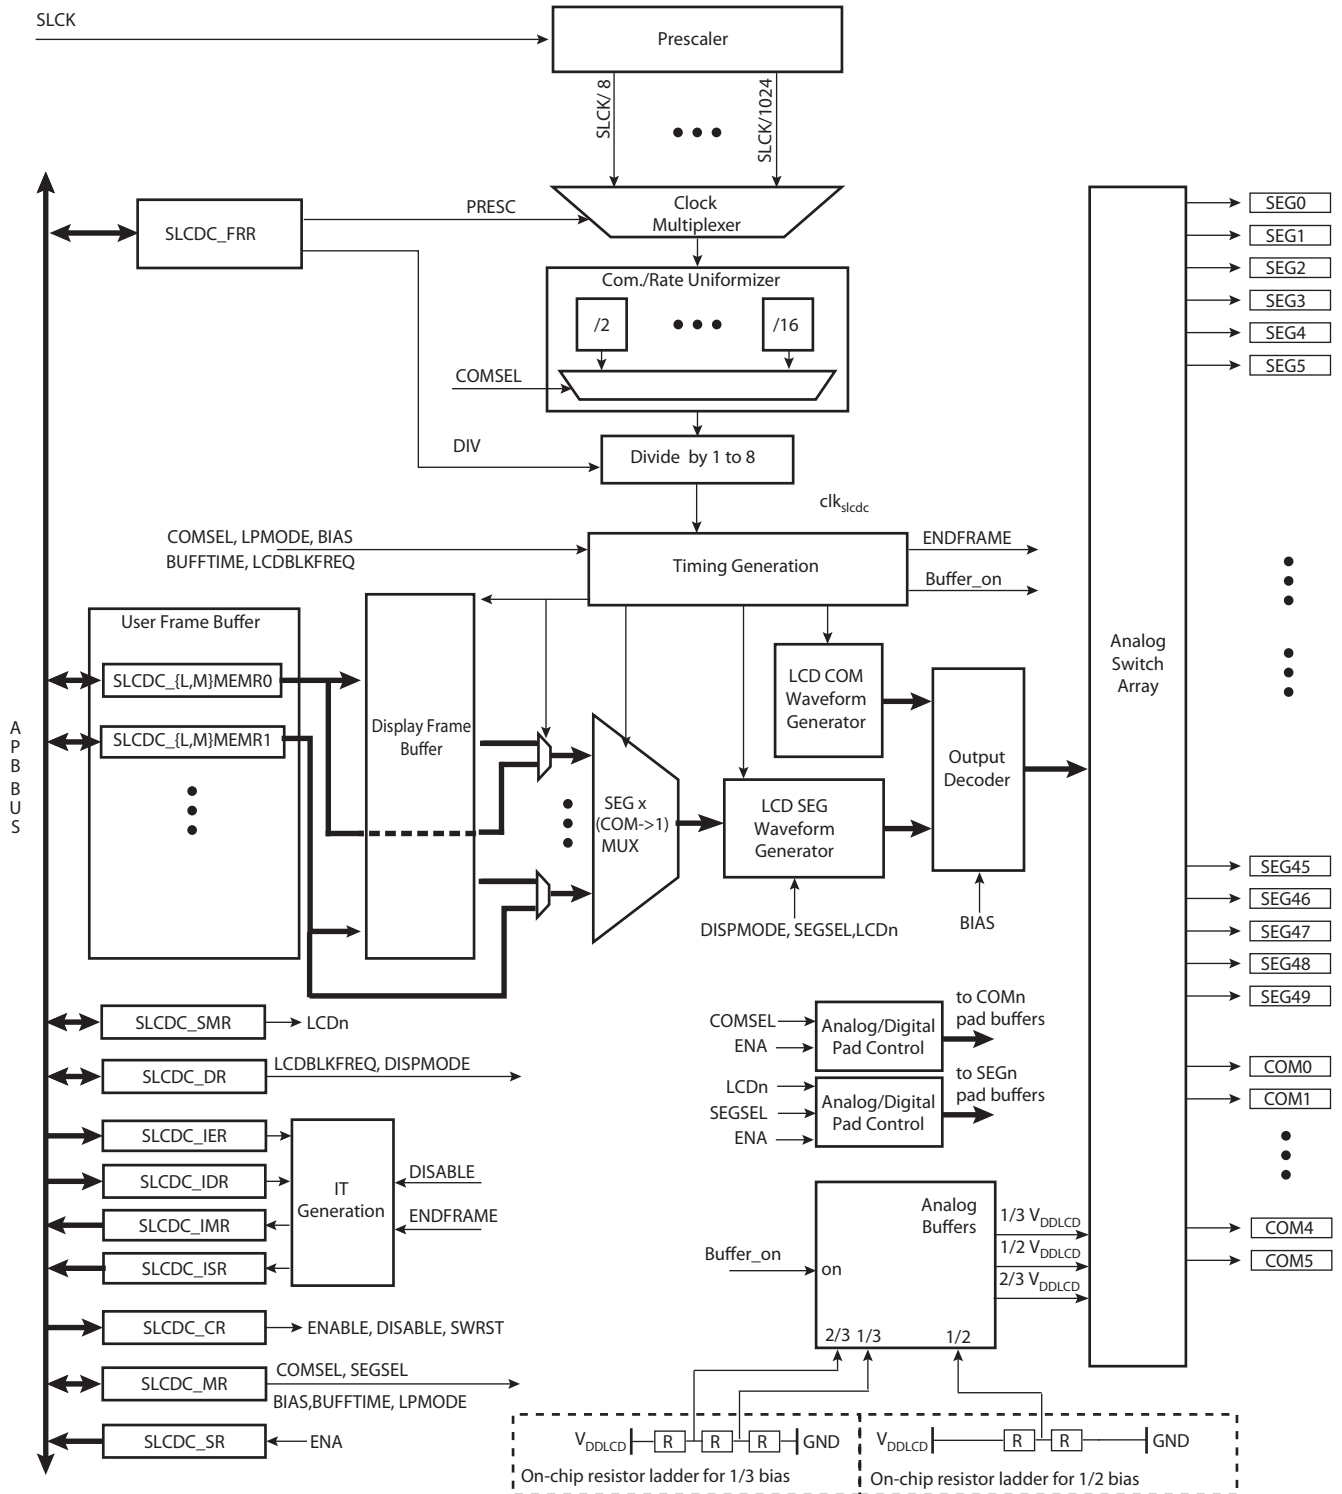 SLCK
Prescaler
SLCK/ 8
SLCK/1024
PRESC
Clock
Multiplexer
SLCDC_FRR
Com./Rate Uniformizer
/2
/16
COMSEL
DIV
Divide by 1 to 8
clkslcdc
COMSEL, LPMODE, BIAS
BUFFTIME, LCDBLKFREQ
Timing Generation
ENDFRAME
Buffer_on
User Frame Buffer
SLCDC_{L,M}MEMR0
SLCDC_{L,M}MEMR1
Display Frame
Buffer
SEG x
(COM->1)
MUX
LCD COM
Waveform
Generator
LCD SEG
Waveform
Generator
DISPMODE, SEGSEL,LCDn
Output
Decoder
BIAS
Analog
Switch
Array
APB BUS
SEG0
SEG1
SEG2
SEG3
SEG4
SEG5
SEG45
SEG46
SEG47
SEG48
SEG49
COM0
COM1
COM4
COM5
SLCDC_SMR
LCDn
SLCDC_DR
LCDBLKFREQ, DISPMODE
SLCDC_IER
SLCDC_IDR
SLCDC_IMR
SLCDC_ISR
IT
Generation
DISABLE
ENDFRAME
SLCDC_CR
ENABLE, DISABLE, SWRST
SLCDC_MR
COMSEL, SEGSEL
BIAS,BUFFTIME, LPMODE
SLCDC_SR
ENA
COMSEL
ENA
Analog/Digital
Pad Control
to COMn
pad buffers
LCDn
SEGSEL
ENA
Analog/Digital
Pad Control
to SEGn
pad buffers
Analog
Buffers
Buffer_on
on
1/3 VDDLCD
1/2 VDDLCD
2/3 VDDLCD
2/3 1/3
1/2
VDDLCD
R
R
R
GND
On-chip resistor ladder for 1/3 bias
VDDLCD
R
R
GND
On-chip resistor ladder for 1/2 bias